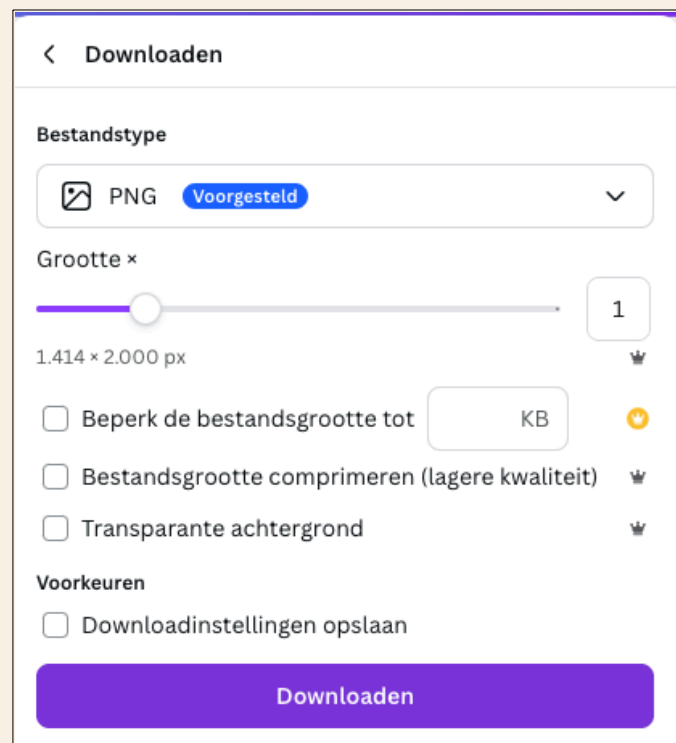 Downloaden
Bestandstype
PNG Voorgesteld
Grootte ×
1
1.414 × 2.000 px
Beperk de bestandsgrootte tot KB
Bestandsgrootte comprimeren (lagere kwaliteit)
Transparante achtergrond
Voorkeuren
Downloadinstellingen opslaan
Downloaden